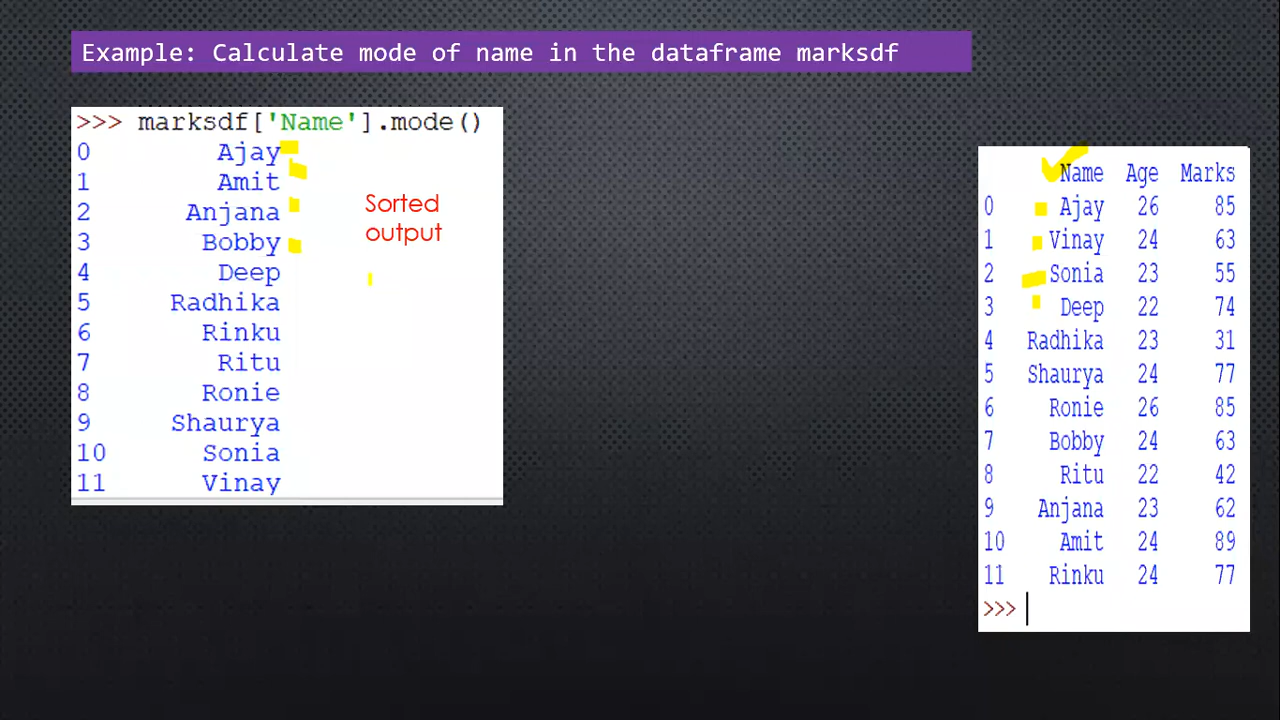 Example: Calculate mode of name in the dataframe marksdf
>>> marksdf['Name'].mode()
0 Ajay
1 Amit
2 Anjana
3 Bobby
4 Deep
5 Radhika
6 Rinku
7 Ritu
8 Ronie
9 Shaurya
10 Sonia
11 Vinay
Sorted
output
Name Age Marks
0 Ajay 26 85
1 Vinay 24 63
2 Sonia 23 55
3 Deep 22 74
4 Radhika 23 31
5 Shaurya 24 77
6 Ronie 26 85
7 Bobby 24 63
8 Ritu 22 42
9 Anjana 23 62
10 Amit 24 89
11 Rinku 24 77
>>>